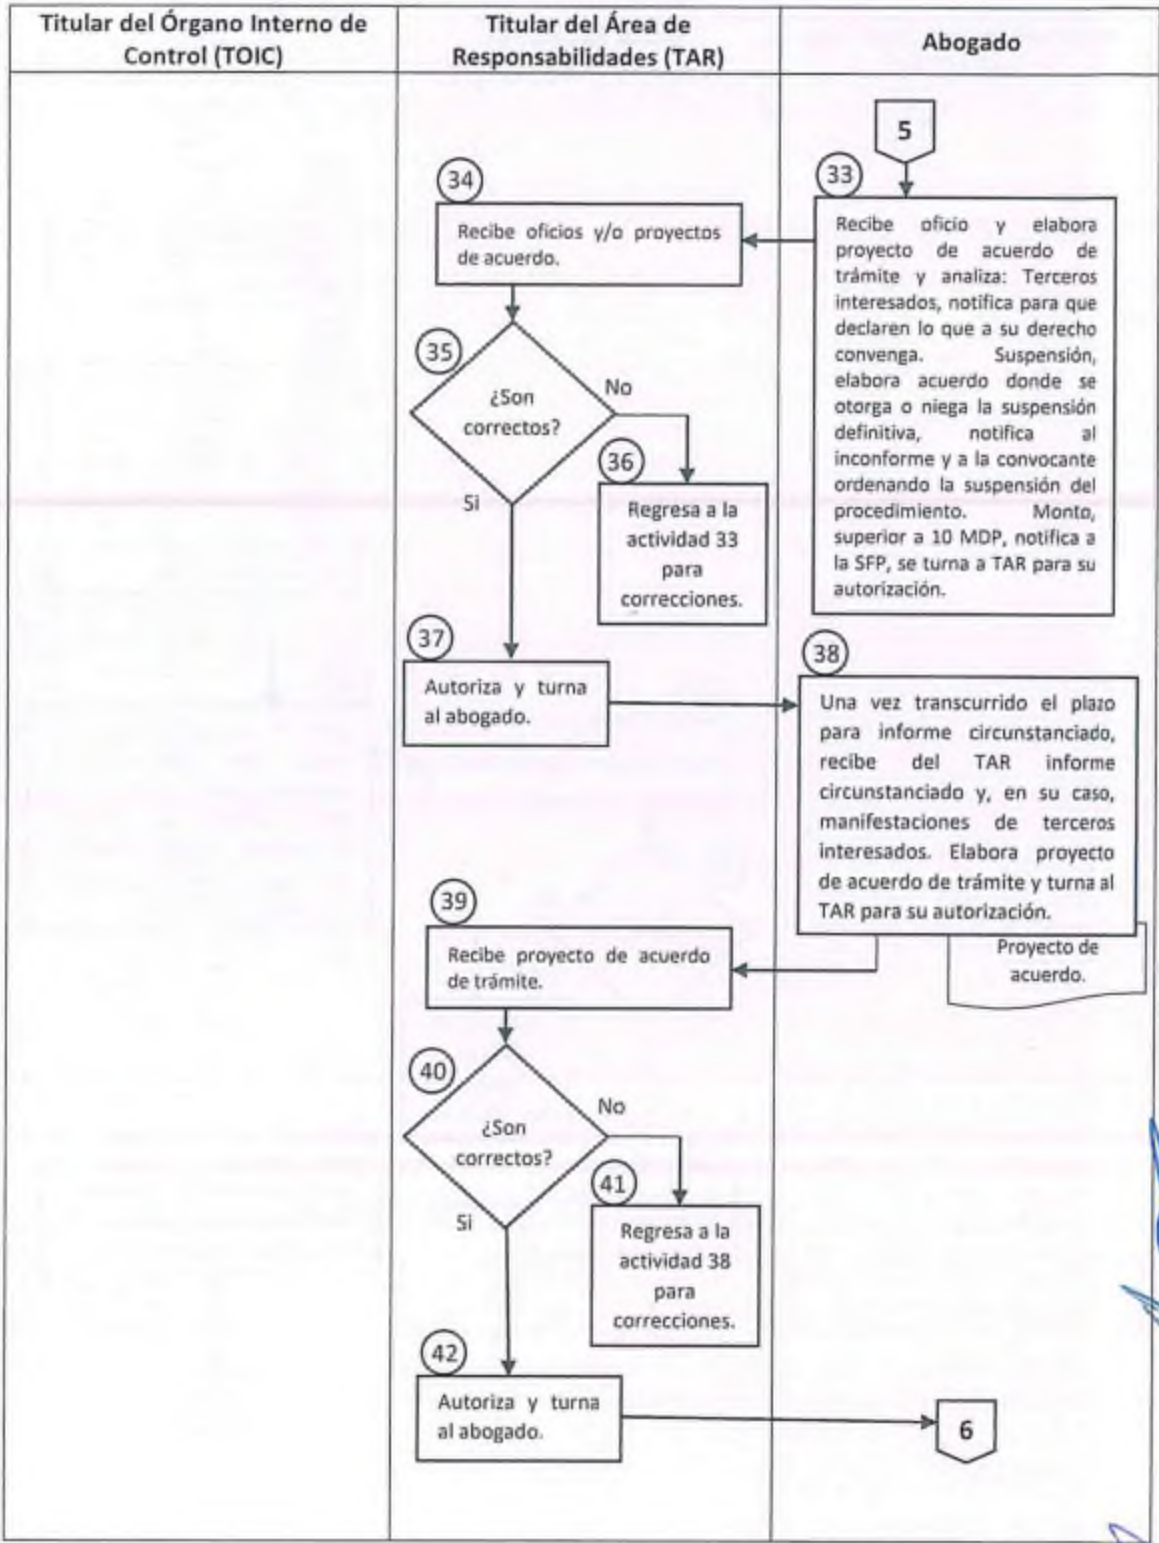 Titular del Órgano Interno de
Control (TOIC)
Titular del Área de
Responsabilidades (TAR)
Abogado
5
33
Recibe oficio y elabora
proyecto de acuerdo de
trámite y analiza: Terceros
interesados, notifica para que
declaren lo que a su derecho
convenga. Suspensión,
elabora acuerdo donde se
otorga o niega la suspensión
definitiva, notifica al
inconforme y a la convocante
ordenando la suspensión del
procedimiento. Monto,
superior a 10 MDP, notifica a
la SFP, se turna a TAR para su
autorización.
34
Recibe oficios y/o proyectos
de acuerdo.
35
¿Son
correctos?
No
Si
36
Regresa a la
actividad 33
para
correcciones.
37
Autoriza y turna
al abogado.
38
Una vez transcurrido el plazo
para informe circunstanciado,
recibe del TAR informe
circunstanciado y, en su caso,
manifestaciones de terceros
interesados. Elabora proyecto
de acuerdo de trámite y turna al
TAR para su autorización.
Proyecto de
acuerdo.
39
Recibe proyecto de acuerdo
de trámite.
40
¿Son
correctos?
No
Si
41
Regresa a la
actividad 38
para
correcciones.
42
Autoriza y turna
al abogado.
6